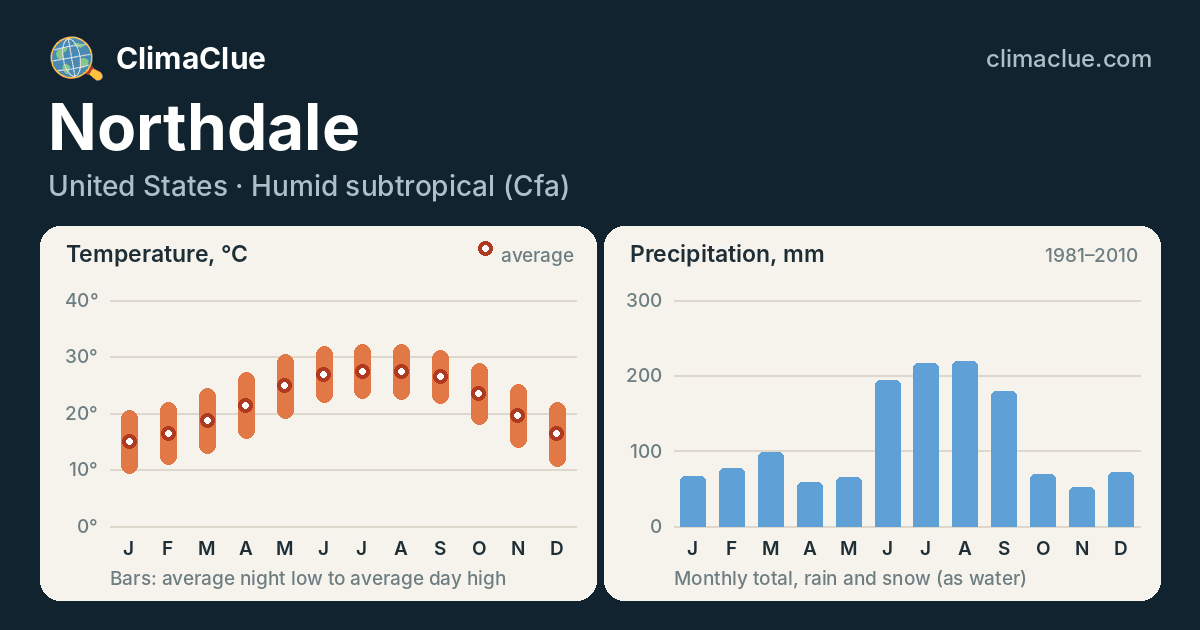 ClimaClue
climaclue.com
Northdale
United States · Humid subtropical (Cfa)
Temperature, °C
average
40°
30°
20°
10°
0°
J F M A M J J A S O N D
Bars: average night low to average day high
Precipitation, mm
1981–2010
300
200
100
0
J F M A M J J A S O N D
Monthly total, rain and snow (as water)